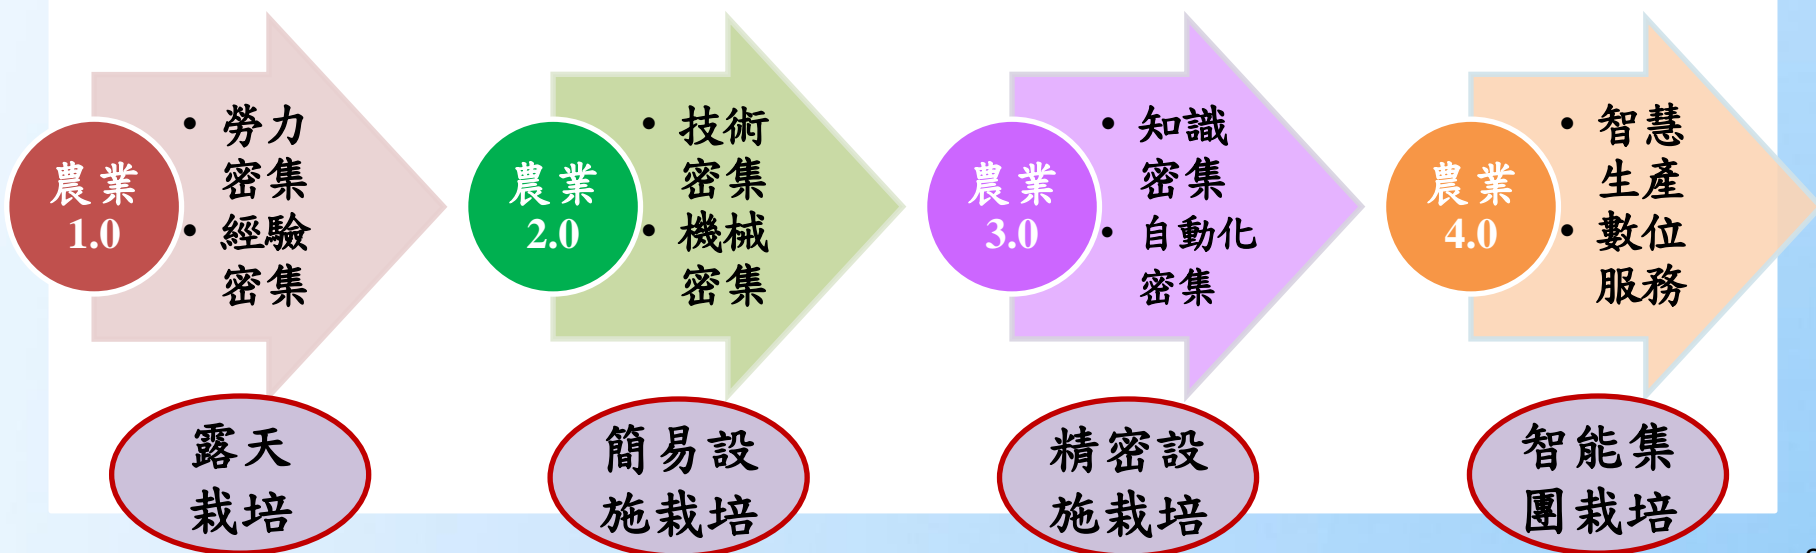 農業
1.0
• 勞力
密集
• 經驗
密集
農業
2.0
• 技術
密集
• 機械
密集
農業
3.0
• 知識
密集
• 自動化
密集
農業
4.0
• 智慧
生產
• 數位
服務
露天
栽培
簡易設
施栽培
精密設
施栽培
智能集
團栽培